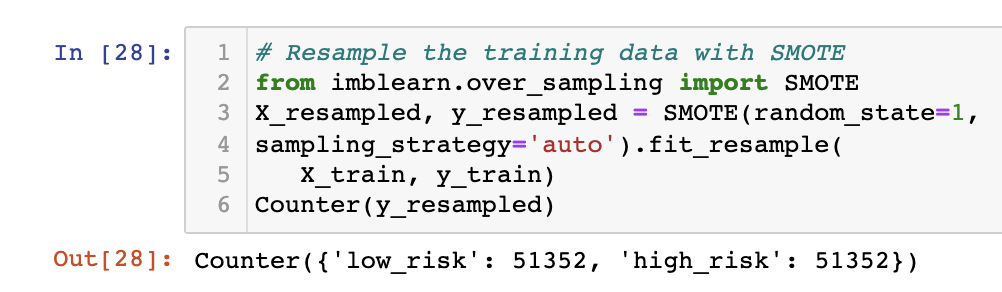 In [28]:
1 # Resample the training data with SMOTE
2 from imblearn.over_sampling import SMOTE
3 X_resampled, y_resampled = SMOTE(random_state=1,
4 sampling_strategy='auto').fit_resample(
5    X_train, y_train)
6 Counter(y_resampled)
Out[28]: Counter({'low_risk': 51352, 'high_risk': 51352})